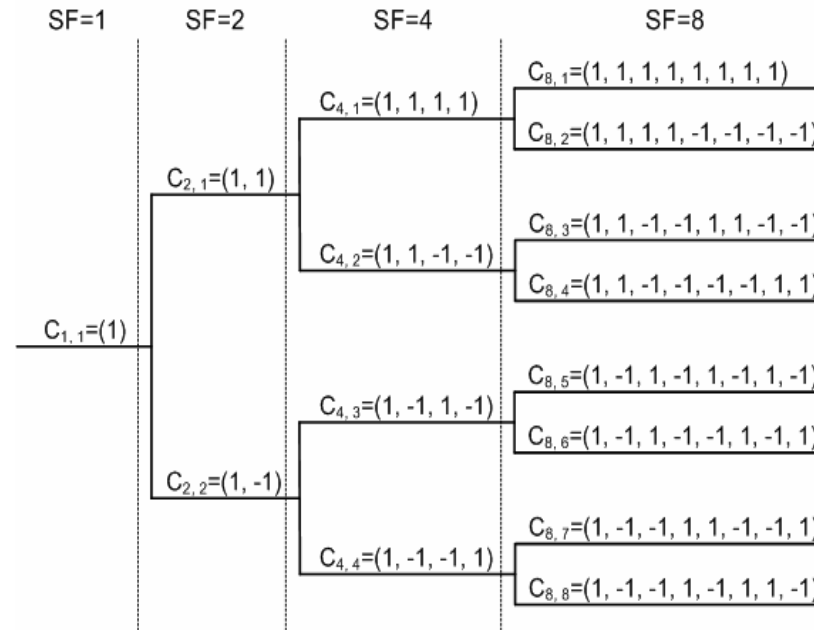 SF=1 SF=2 SF=4 SF=8
C8, 1=(1, 1, 1, 1, 1, 1, 1, 1)
C4, 1=(1, 1, 1, 1)
C8, 2=(1, 1, 1, 1, -1, -1, -1, -1)
C2, 1=(1, 1)
C8, 3=(1, 1, -1, -1, 1, 1, -1, -1)
C4, 2=(1, 1, -1, -1)
C8, 4=(1, 1, -1, -1, -1, -1, 1, 1)
C1, 1=(1)
C8, 5=(1, -1, 1, -1, 1, -1, 1, -1)
C4, 3=(1, -1, 1, -1)
C8, 6=(1, -1, 1, -1, -1, 1, -1, 1)
C2, 2=(1, -1)
C8, 7=(1, -1, -1, 1, 1, -1, -1, 1)
C4, 4=(1, -1, -1, 1)
C8, 8=(1, -1, -1, 1, -1, 1, 1, -1)